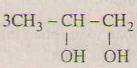 3CH₃ – CH – CH₂
| |
OH OH